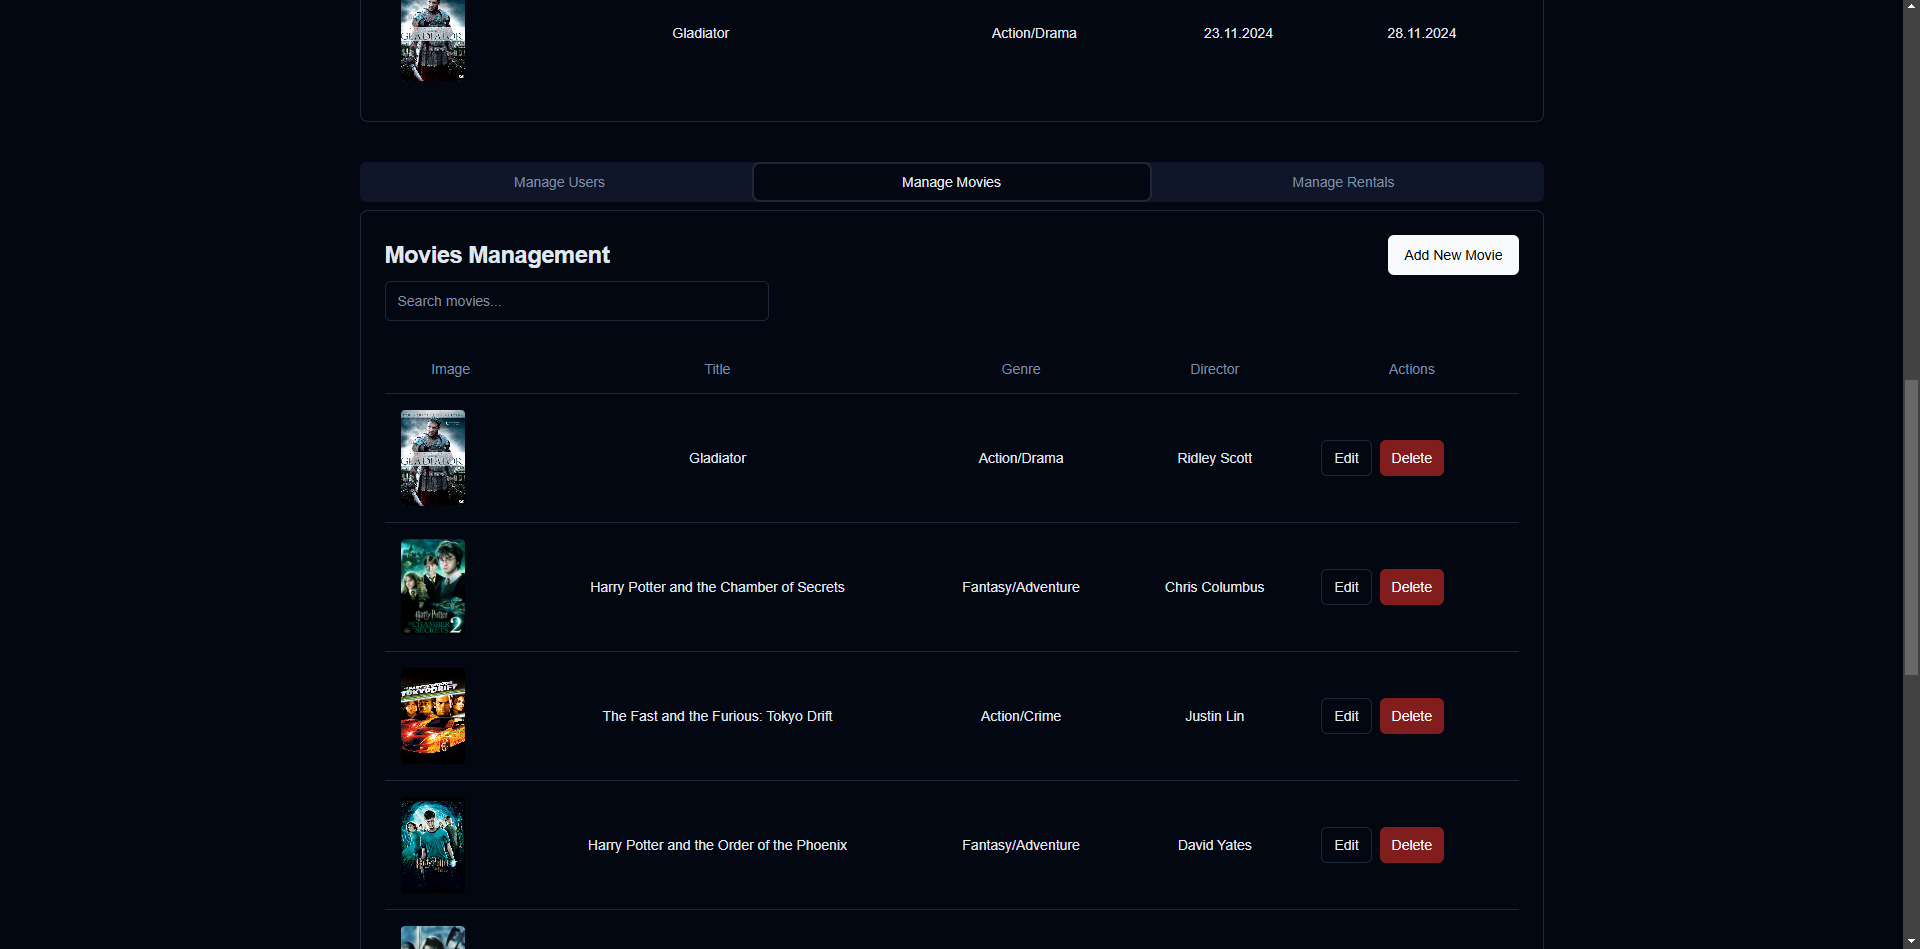 GLADIATOR
Gladiator
Action/Drama
23.11.2024
28.11.2024
Manage Users
Manage Movies
Manage Rentals
Movies Management
Add New Movie
Search movies...
Image
Title
Genre
Director
Actions
GLADIATOR
Gladiator
Action/Drama
Ridley Scott
Edit
Delete
Harry Potter
CHAMBER
SECRETS 2
Harry Potter and the Chamber of Secrets
Fantasy/Adventure
Chris Columbus
Edit
Delete
TOKYO DRIFT
The Fast and the Furious: Tokyo Drift
Action/Crime
Justin Lin
Edit
Delete
Harry Potter and the Order of the Phoenix
Fantasy/Adventure
David Yates
Edit
Delete